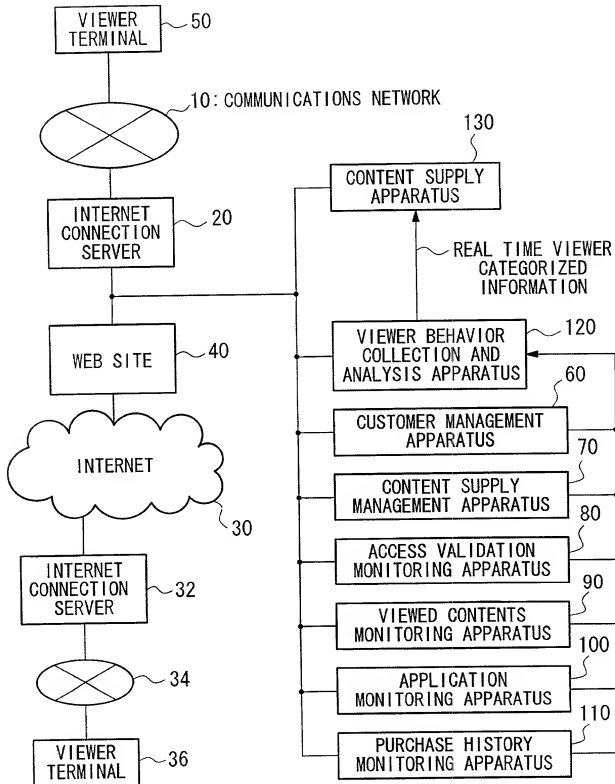 VIEWER
TERMINAL
50
10: COMMUNICATIONS NETWORK
INTERNET
CONNECTION
SERVER
20
WEB SITE
40
INTERNET
30
INTERNET
CONNECTION
SERVER
32
34
VIEWER
TERMINAL
36
130
CONTENT SUPPLY
APPARATUS
REAL TIME VIEWER
CATEGORIZED
INFORMATION
VIEWER BEHAVIOR
COLLECTION AND
ANALYSIS APPARATUS
120
60
CUSTOMER MANAGEMENT
APPARATUS
70
CONTENT SUPPLY
MANAGEMENT APPARATUS
80
ACCESS VALIDATION
MONITORING APPARATUS
90
VIEWED CONTENTS
MONITORING APPARATUS
100
APPLICATION
MONITORING APPARATUS
110
PURCHASE HISTORY
MONITORING APPARATUS